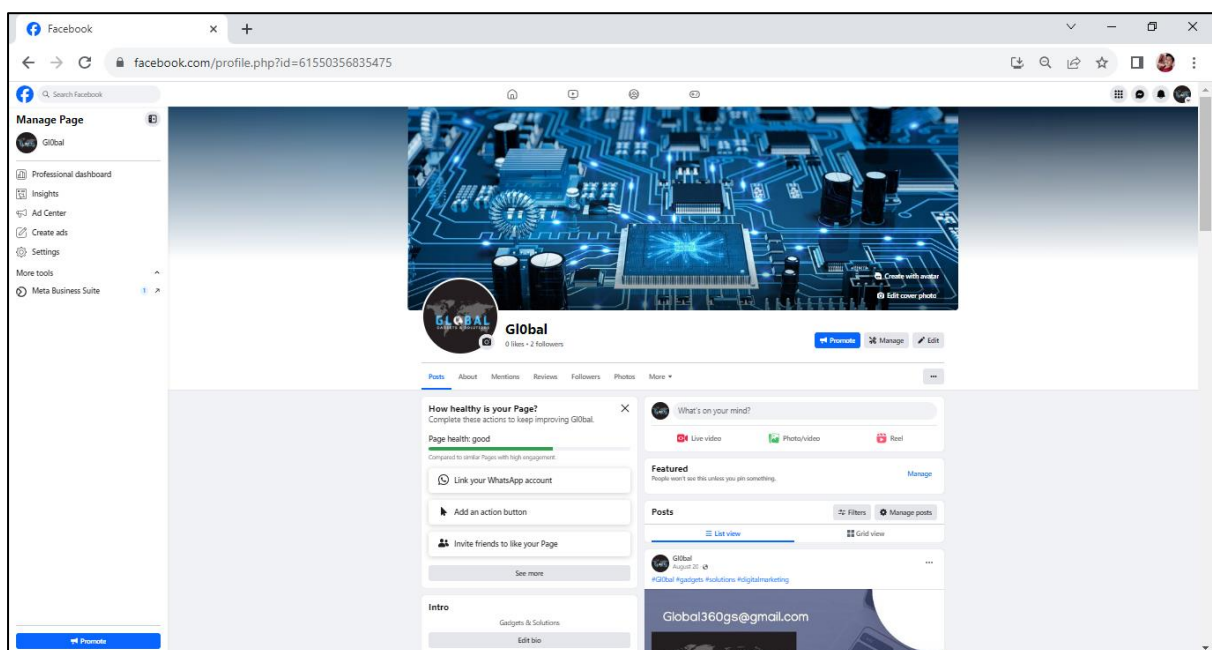 Facebook
facebook.com/profile.php?id=61550356835475
Search Facebook
Manage Page
Gl0bal
Professional dashboard
Insights
Ad Center
Create ads
Settings
More tools
Meta Business Suite 1
Promote
Create with avatar
Edit cover photo
GLOBAL
GADGETS & SOLUTIONS
Gl0bal
0 likes • 2 followers
Promote Manage Edit
Posts About Mentions Reviews Followers Photos More
How healthy is your Page?
Complete these actions to keep improving Gl0bal.
Page health: good
Compared to similar Pages with high engagement
Link your WhatsApp account
Add an action button
Invite friends to like your Page
See more
Intro
Gadgets & Solutions
Edit bio
What's on your mind?
Live video Photo/video Reel
Featured
Manage
People won't see this unless you pin something.
Posts
Filters Manage posts
List view Grid view
Gl0bal
August 20
#Gl0bal #gadgets #solutions #digitalmarketing
Global360gs@gmail.com